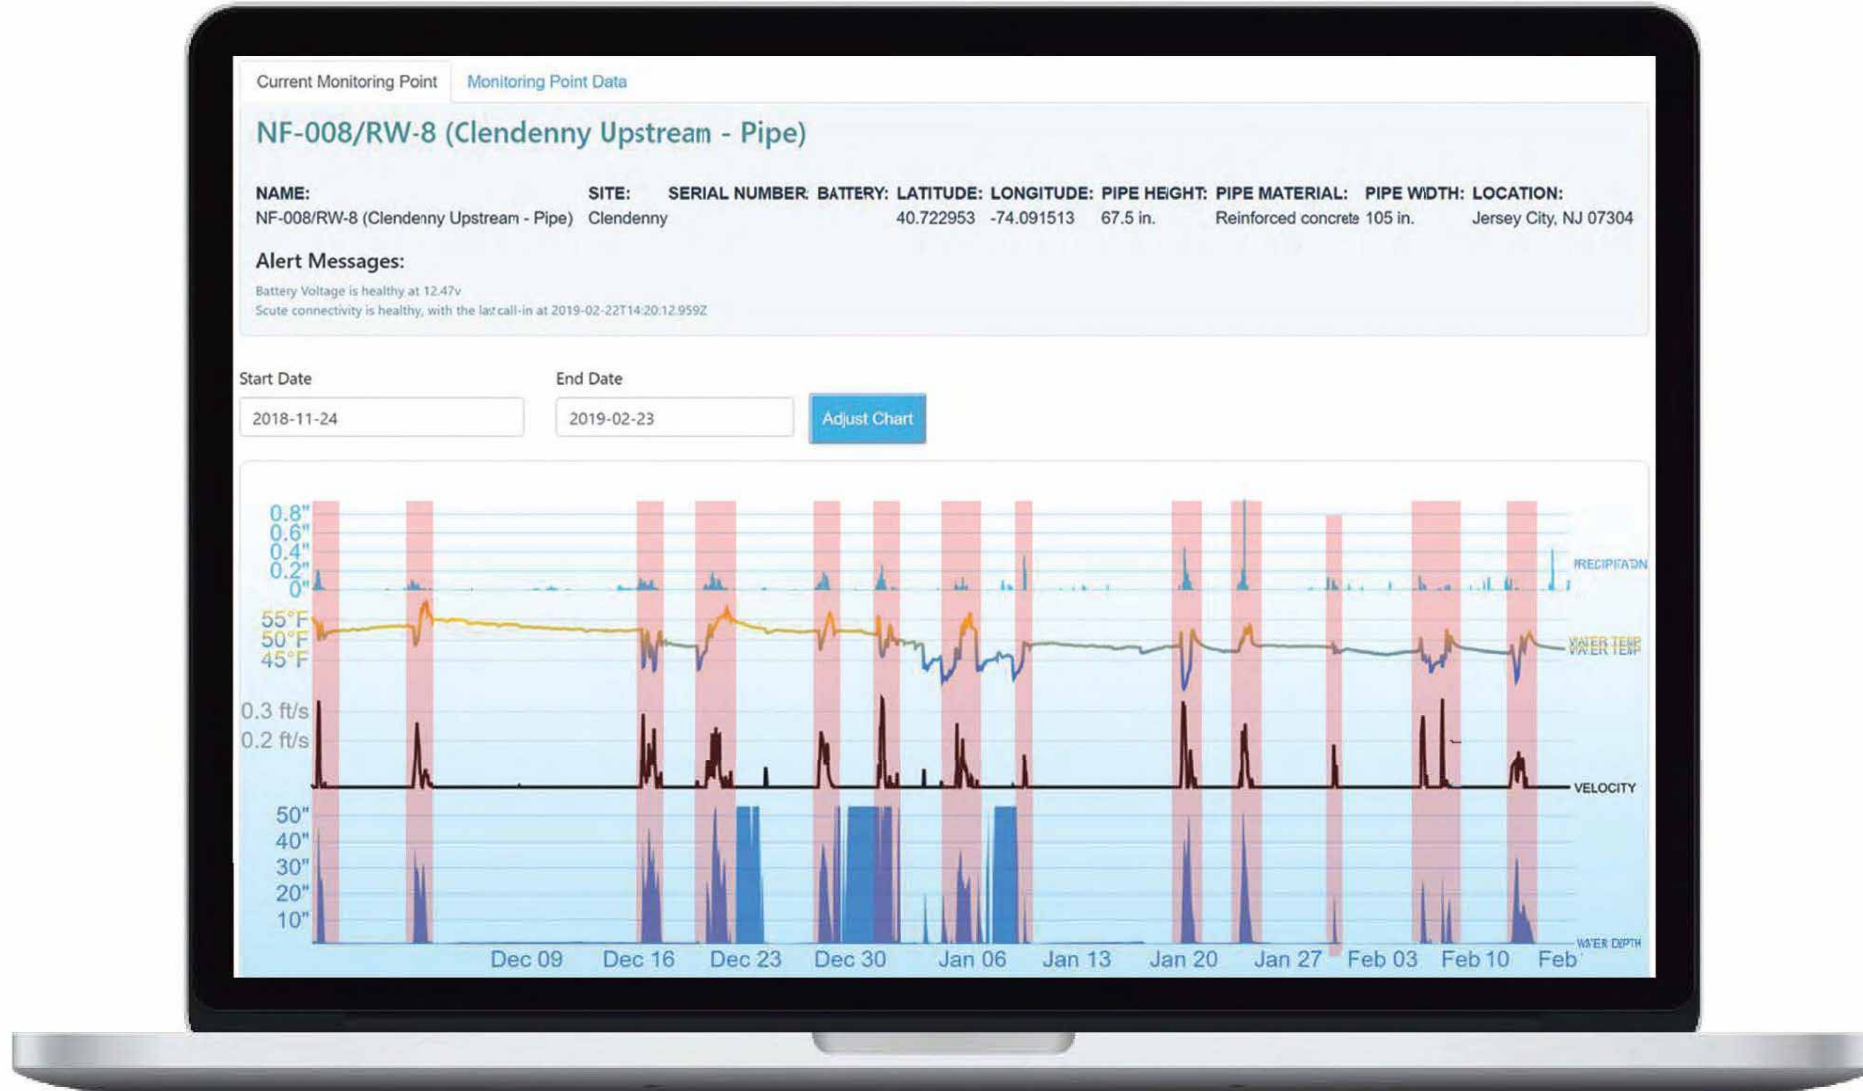 Current Monitoring Point Monitoring Point Data
NF-008/RW-8 (Clendenny Upstream - Pipe)
NAME: SITE: SERIAL NUMBER: BATTERY: LATITUDE: LONGITUDE: PIPE HEIGHT: PIPE MATERIAL: PIPE WIDTH: LOCATION:
NF-008/RW-8 (Clendenny Upstream - Pipe) Clendenny 40.722953 -74.091513 67.5 in. Reinforced concrete 105 in. Jersey City, NJ 07304
Alert Messages:
Battery Voltage is healthy at 12.47v
Scute connectivity is healthy, with the last call-in at 2019-02-22T14:20:12.959Z
Start Date End Date
2018-11-24 2019-02-23 Adjust Chart
0.8"
0.6"
0.4"
0.2"
0"
PRECIPITATION
55°F
50°F
45°F
WATER TEMP
WATER TEMP
0.3 ft/s
0.2 ft/s
VELOCITY
50"
40"
30"
20"
10"
WATER DEPTH
Dec 09 Dec 16 Dec 23 Dec 30 Jan 06 Jan 13 Jan 20 Jan 27 Feb 03 Feb 10 Feb